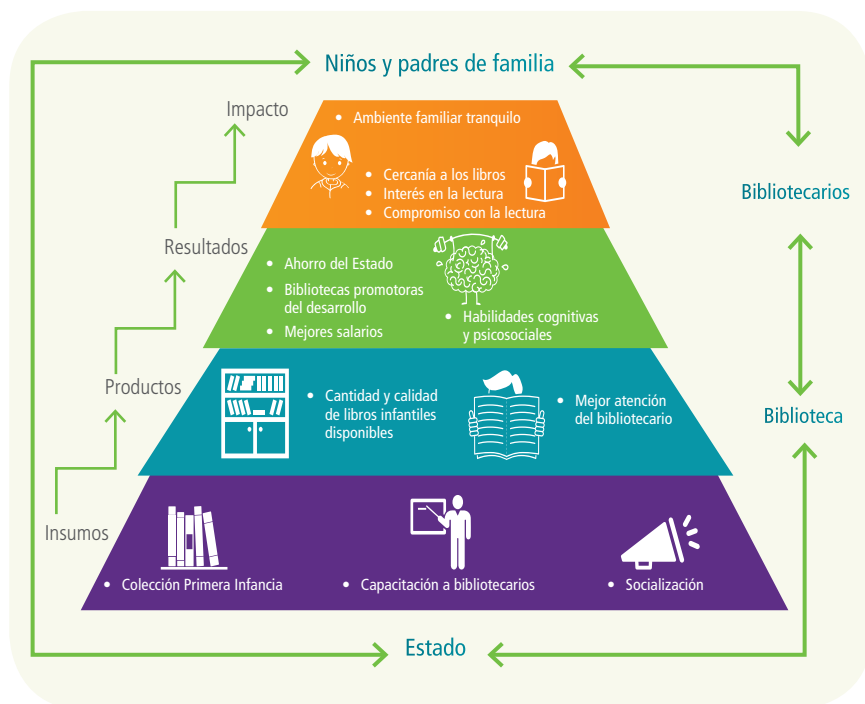 Niños y padres de familia
Impacto
• Ambiente familiar tranquilo
• Cercanía a los libros
• Interés en la lectura
• Compromiso con la lectura
Bibliotecarios
Resultados
• Ahorro del Estado
• Bibliotecas promotoras
del desarrollo
• Mejores salarios
• Habilidades cognitivas
y psicosociales
Productos
• Cantidad y calidad
de libros infantiles
disponibles
• Mejor atención
del bibliotecario
Biblioteca
Insumos
• Colección Primera Infancia
• Capacitación a bibliotecarios
• Socialización
Estado